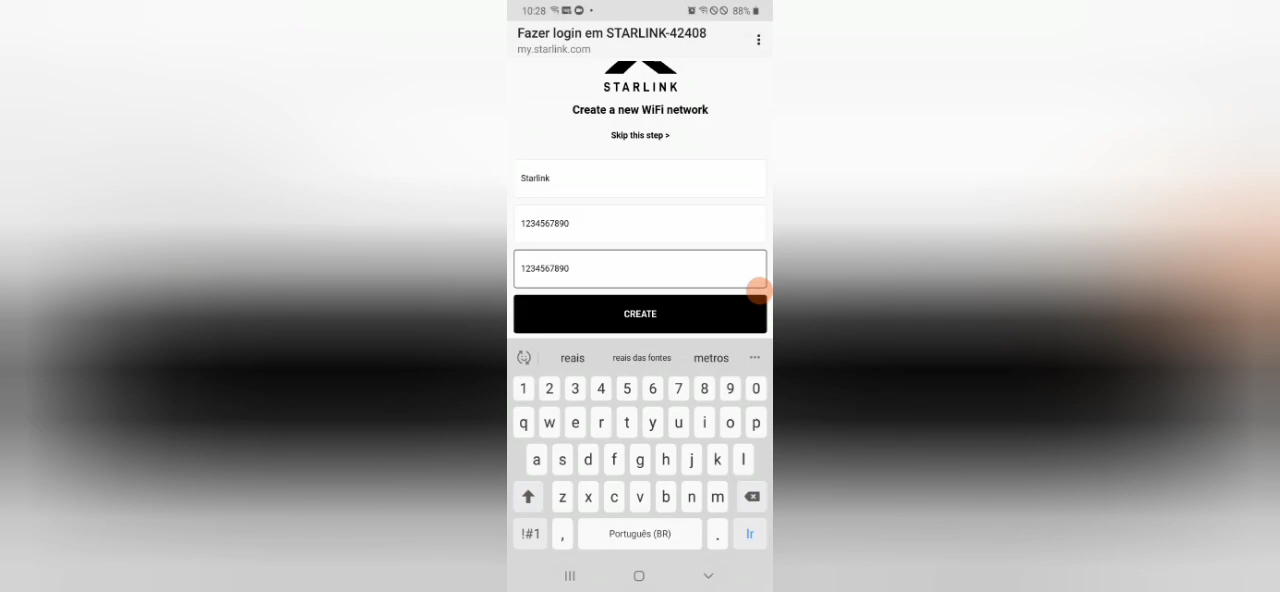 10:28 88%
Fazer login em STARLINK-42408
my.starlink.com
STARLINK
Create a new WiFi network
Skip this step >
Starlink
1234567890
1234567890
CREATE
reais reais das fontes metros ...
1 2 3 4 5 6 7 8 9 0
q w e r t y u i o p
a s d f g h j k l
z x c v b n m
!#1 , Português (BR) . Ir